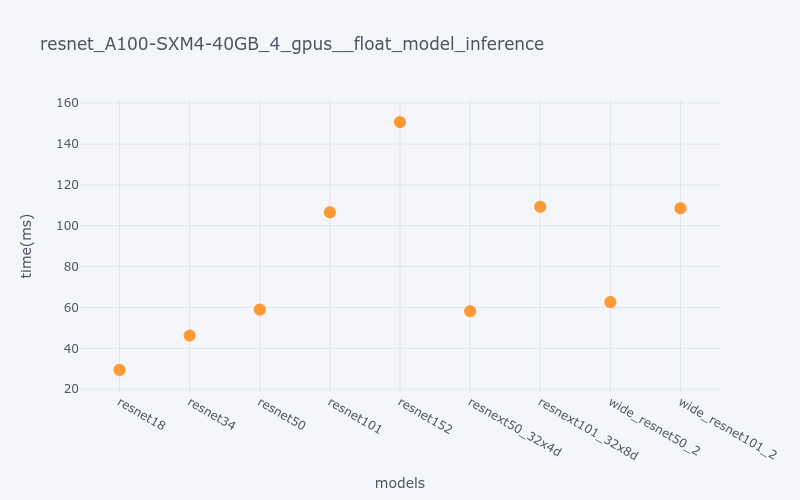 resnet_A100-SXM4-40GB_4_gpus__float_model_inference
160
140
120
100
80
60
40
20
time(ms)
resnet18
resnet34
resnet50
resnet101
resnet152
resnext50_32x4d
resnext101_32x8d
wide_resnet50_2
wide_resnet101_2
models